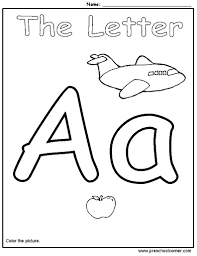 Name:
The Letter
Aa
Color the picture.
www.preschoolcorner.com